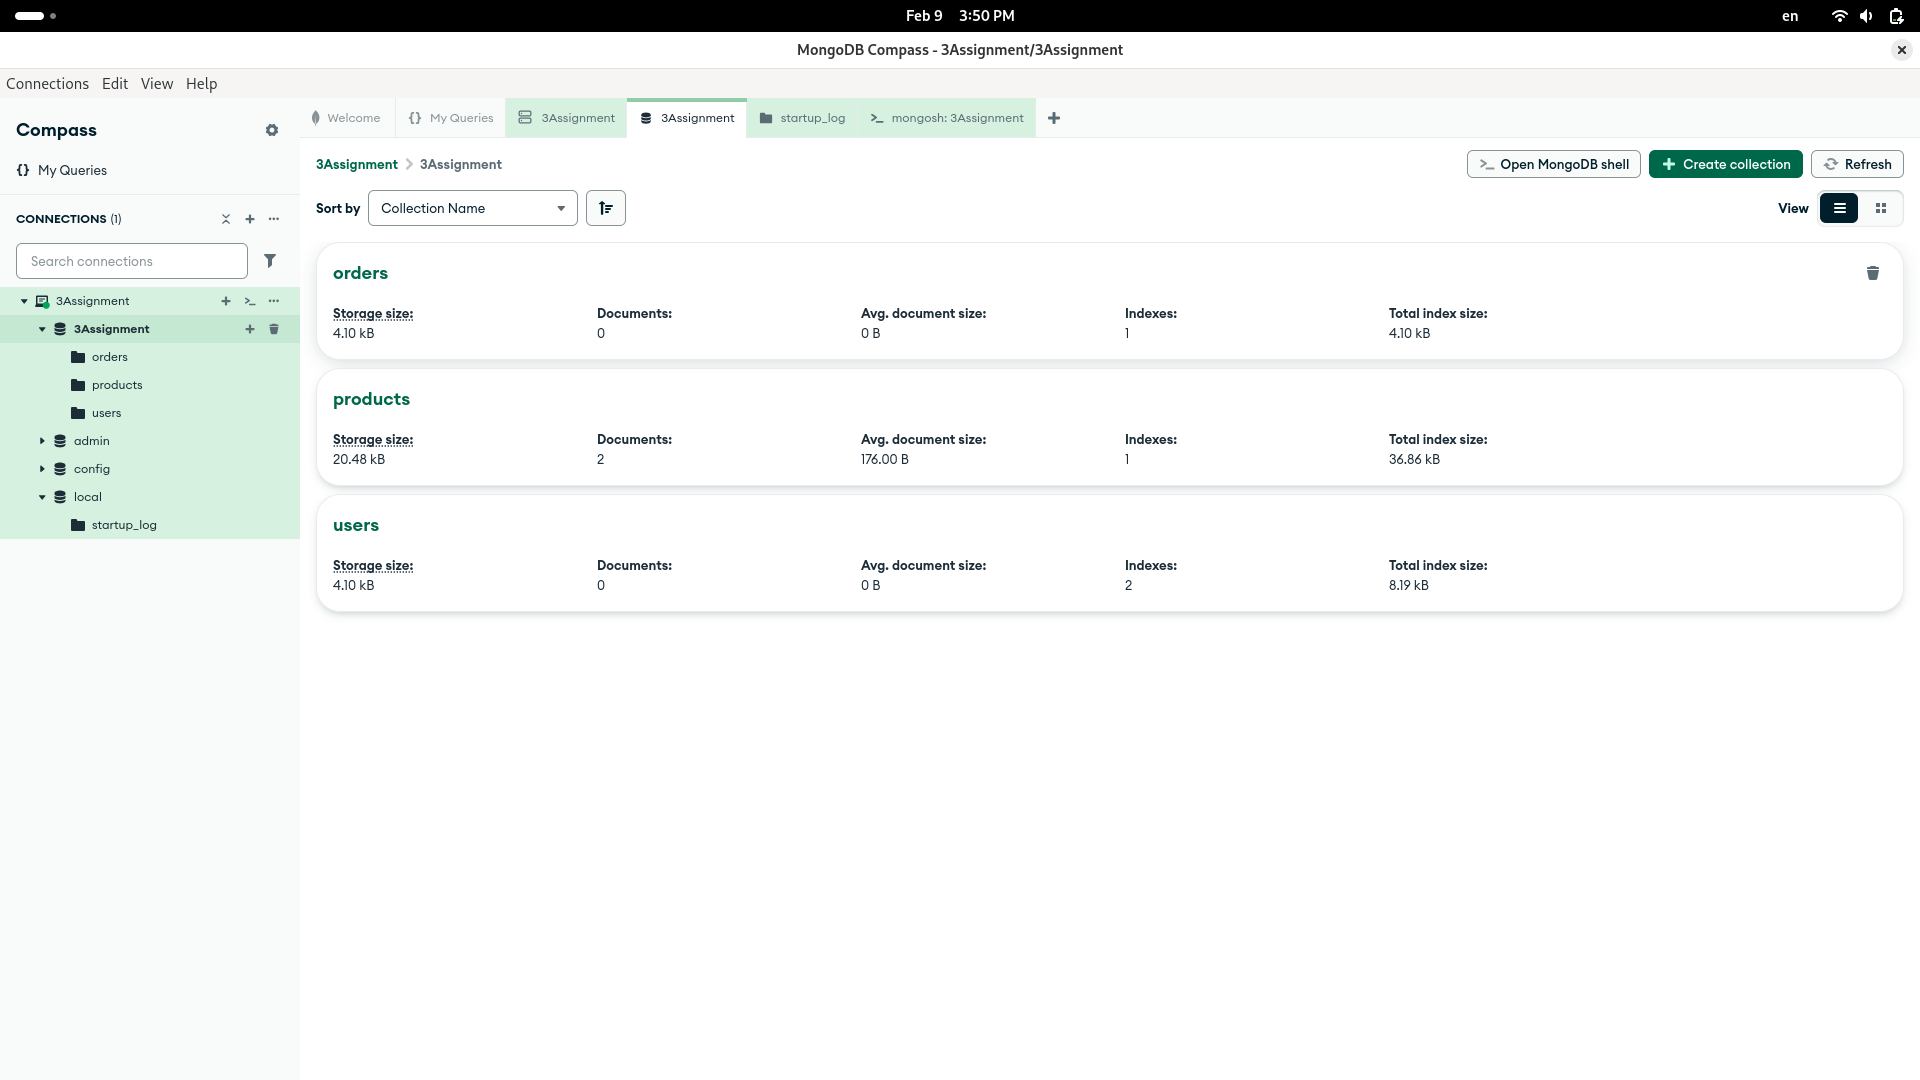 Feb 9 3:50 PM
en
MongoDB Compass - 3Assignment/3Assignment
Connections Edit View Help
Compass
{} My Queries
CONNECTIONS (1)
Search connections
3Assignment
3Assignment
orders
products
users
admin
config
local
startup_log
Welcome
{} My Queries
3Assignment
3Assignment
startup_log
>_ mongosh: 3Assignment
3Assignment > 3Assignment
>_ Open MongoDB shell
+ Create collection
Refresh
Sort by Collection Name
View
orders
Storage size: Documents: Avg. document size: Indexes: Total index size:
4.10 kB 0 0 B 1 4.10 kB
products
Storage size: Documents: Avg. document size: Indexes: Total index size:
20.48 kB 2 176.00 B 1 36.86 kB
users
Storage size: Documents: Avg. document size: Indexes: Total index size:
4.10 kB 0 0 B 2 8.19 kB